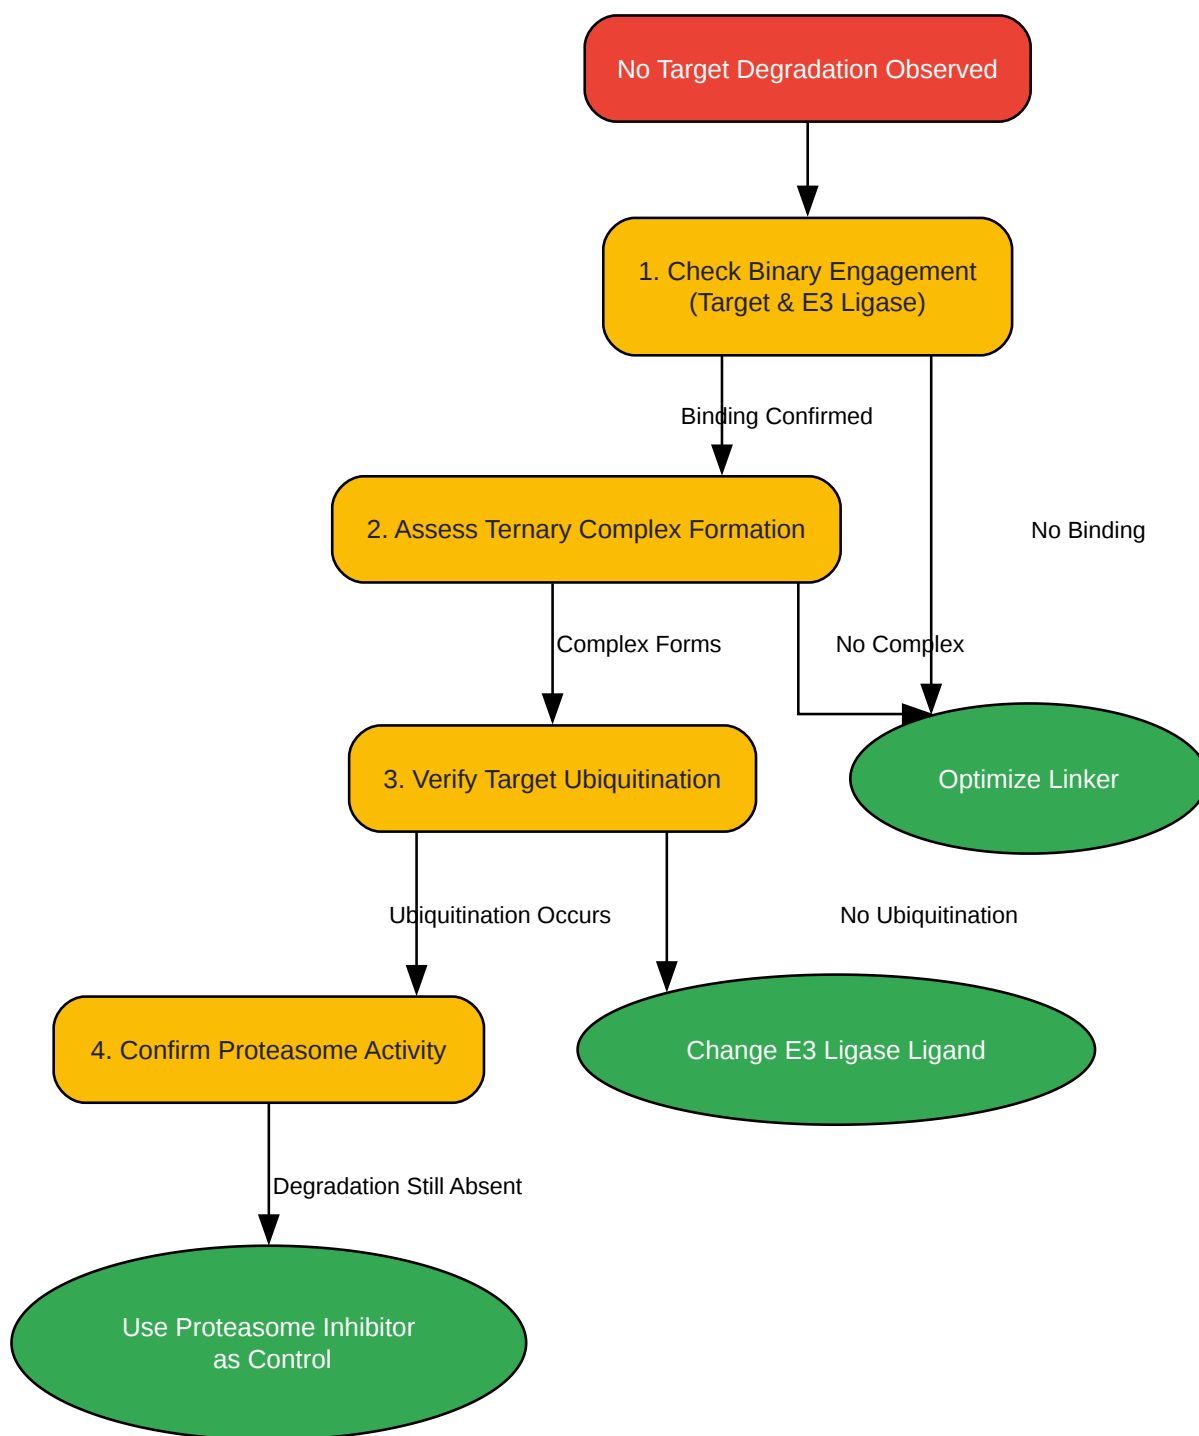 No Target Degradation Observed
1. Check Binary Engagement
(Target & E3 Ligase)
Binding Confirmed
2. Assess Ternary Complex Formation
No Binding
Complex Forms
No Complex
3. Verify Target Ubiquitination
Optimize Linker
Ubiquitination Occurs
No Ubiquitination
4. Confirm Proteasome Activity
Change E3 Ligase Ligand
Degradation Still Absent
Use Proteasome Inhibitor
as Control